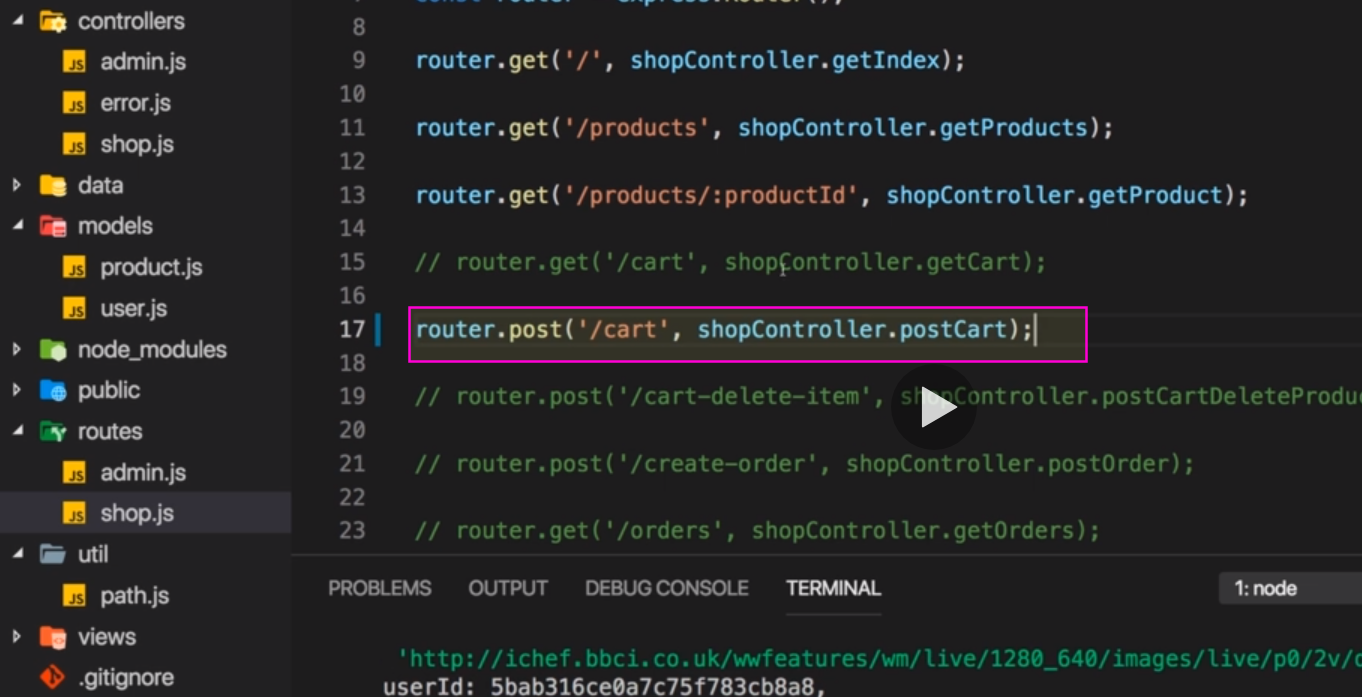 controllers
admin.js
error.js
shop.js
data
models
product.js
user.js
node_modules
public
routes
admin.js
shop.js
util
path.js
views
.gitignore
8
9 router.get('/', shopController.getIndex);
10
11 router.get('/products', shopController.getProducts);
12
13 router.get('/products/:productId', shopController.getProduct);
14
15 // router.get('/cart', shopController.getCart);
16
17 router.post('/cart', shopController.postCart);
18
19 // router.post('/cart-delete-item', shopController.postCartDeleteProdu
20
21 // router.post('/create-order', shopController.postOrder);
22
23 // router.get('/orders', shopController.getOrders);
PROBLEMS OUTPUT DEBUG CONSOLE TERMINAL 1: node
'http://ichef.bbci.co.uk/wwfeatures/wm/live/1280_640/images/live/p0/2v/
userId: 5bab316ce0a7c75f783cb8a8,